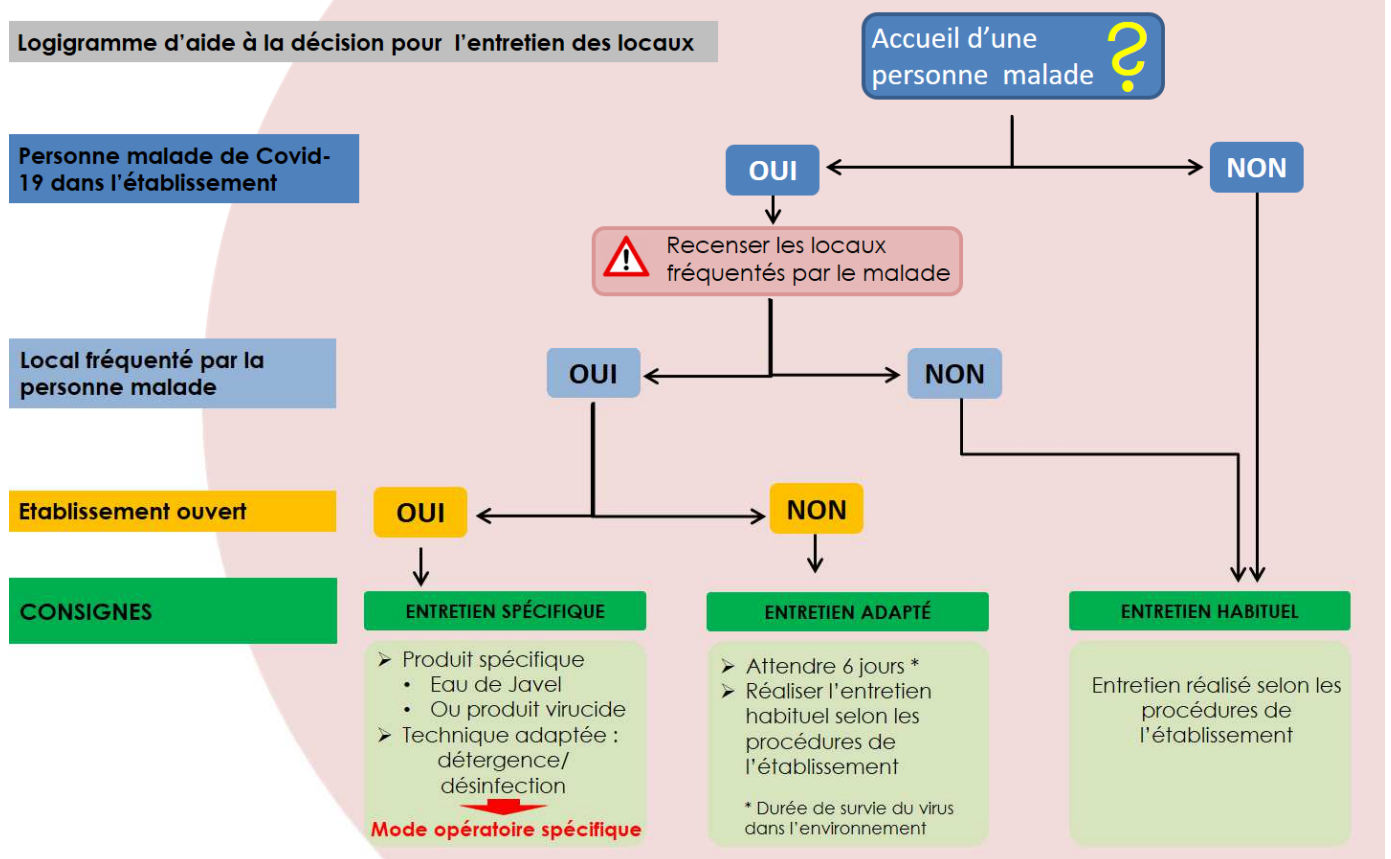 Logigramme d'aide à la décision pour l'entretien des locaux
Accueil d'une
personne malade ?
Personne malade de Covid-
19 dans l'établissement
OUI
NON
Recenser les locaux
fréquentés par le malade
Local fréquenté par la
personne malade
OUI
NON
Etablissement ouvert
OUI
NON
CONSIGNES
ENTRETIEN SPÉCIFIQUE
➢ Produit spécifique
• Eau de Javel
• Ou produit virucide
➢ Technique adaptée :
détergence/
désinfection
Mode opératoire spécifique
ENTRETIEN ADAPTÉ
➢ Attendre 6 jours *
➢ Réaliser l'entretien
habituel selon les
procédures de
l'établissement
* Durée de survie du virus
dans l'environnement
ENTRETIEN HABITUEL
Entretien réalisé selon les
procédures de
l'établissement